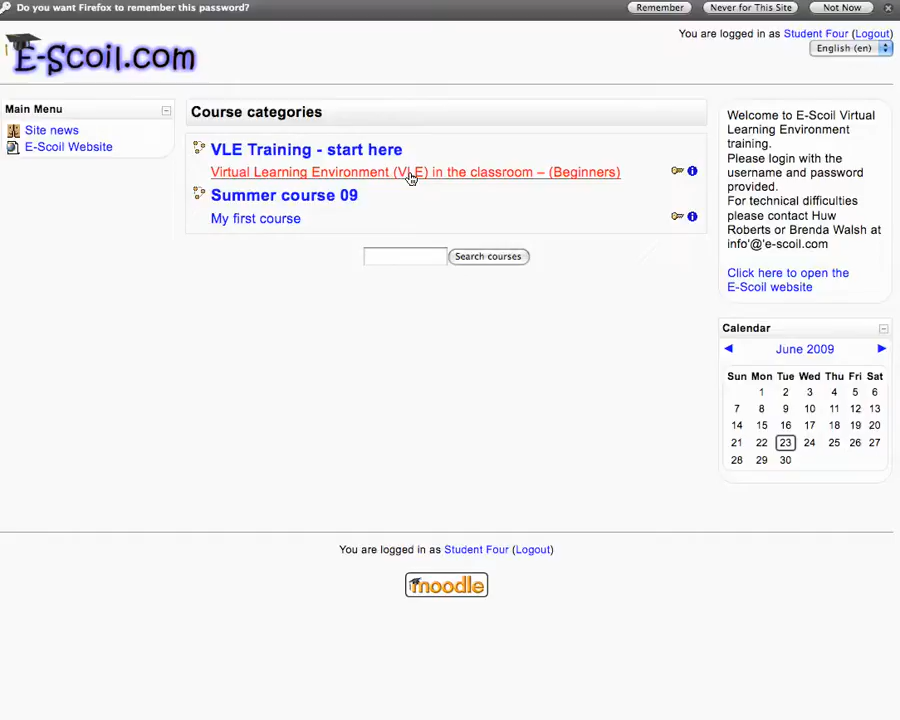 Do you want Firefox to remember this password?
Remember
Never for This Site
Not Now
E-Scoil.com
You are logged in as Student Four (Logout)
English (en)
Main Menu
Site news
E-Scoil Website
Course categories
VLE Training - start here
Virtual Learning Environment (VLE) in the classroom – (Beginners)
Summer course 09
My first course
Search courses
Welcome to E-Scoil Virtual
Learning Environment
training.
Please login with the
username and password
provided.
For technical difficulties
please contact Huw
Roberts or Brenda Walsh at
info'@'e-scoil.com
Click here to open the
E-Scoil website
Calendar
June 2009
Sun Mon Tue Wed Thu Fri Sat
1 2 3 4 5 6
7 8 9 10 11 12 13
14 15 16 17 18 19 20
21 22 23 24 25 26 27
28 29 30
You are logged in as Student Four (Logout)
moodle